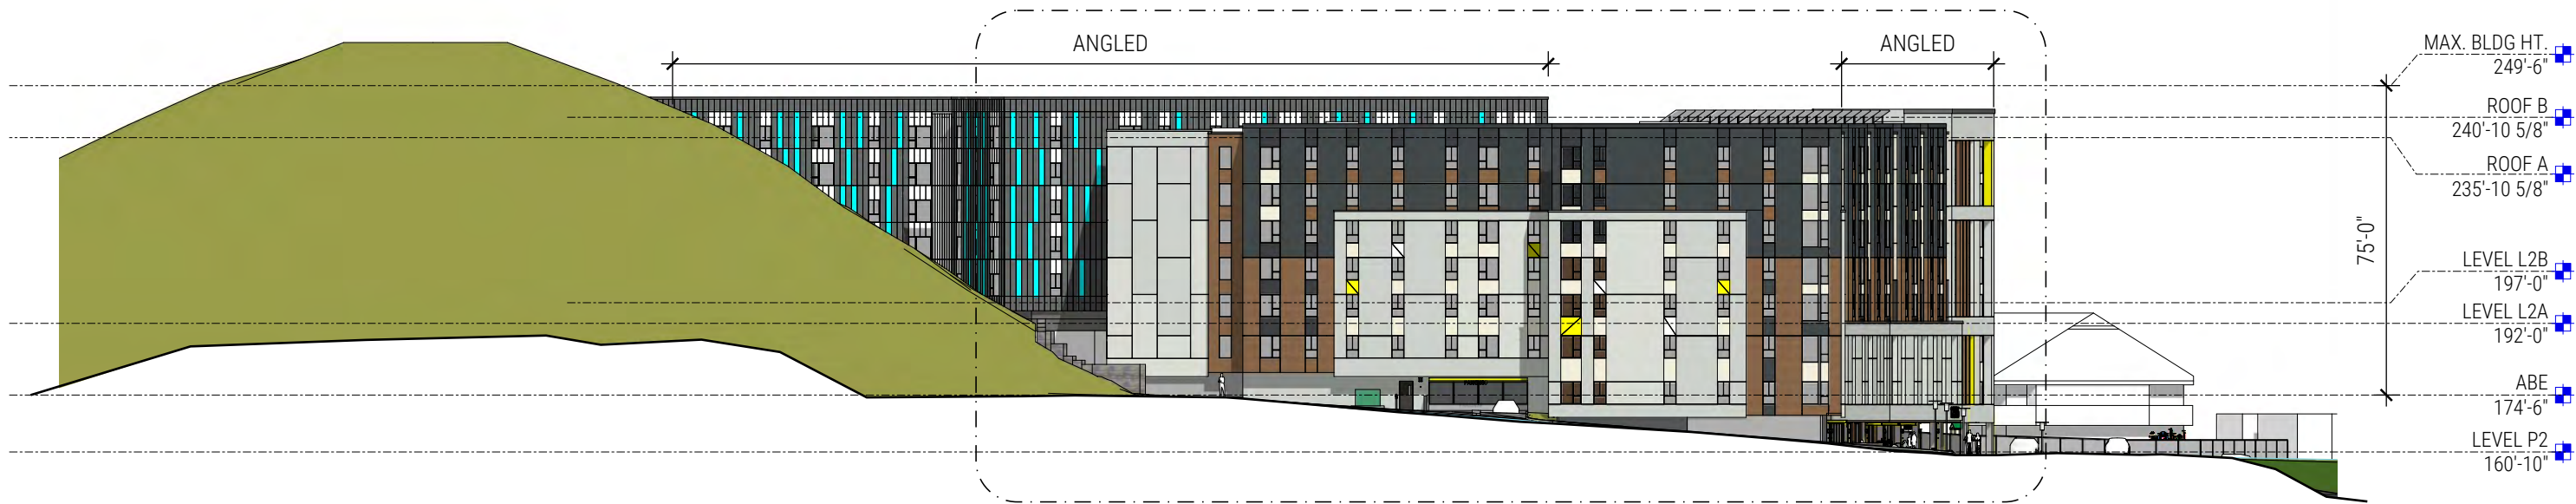 ANGLED
ANGLED
MAX. BLDG HT.
249'-6"
ROOF B
240'-10 5/8"
ROOF A
235'-10 5/8"
75'-0"
LEVEL L2B
197'-0"
LEVEL L2A
192'-0"
ABE
174'-6"
LEVEL P2
160'-10"